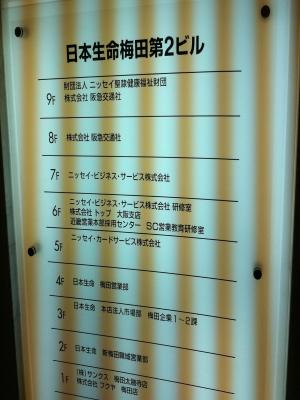 日本生命梅田第2ビル
財団法人 ニッセイ聖隷健康福祉財団
9F 株式会社 阪急交通社
8F 株式会社 阪急交通社
7F ニッセイ・ビジネス・サービス株式会社
ニッセイ・ビジネス・サービス株式会社 研修室
6F 株式会社 トップ 大阪支店
近畿営業本部採用センター SC営業教育研修室
5F ニッセイ・カードサービス株式会社
4F 日本生命 梅田営業部
3F 日本生命 本店法人市場部 梅田企業1~2課
2F 日本生命 新梅田職域営業部
(株)サンクス 梅田太融寺店
1F 株式会社 フクヤ 梅田店